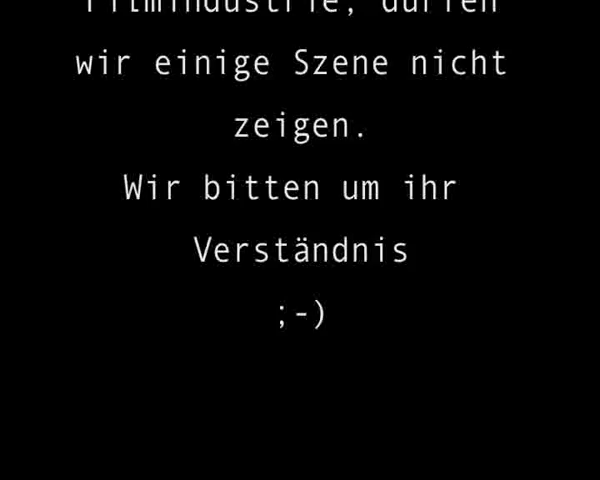 Filmindustrie, dürfen
wir einige Szene nicht
zeigen.
Wir bitten um ihr
Verständnis
;-)